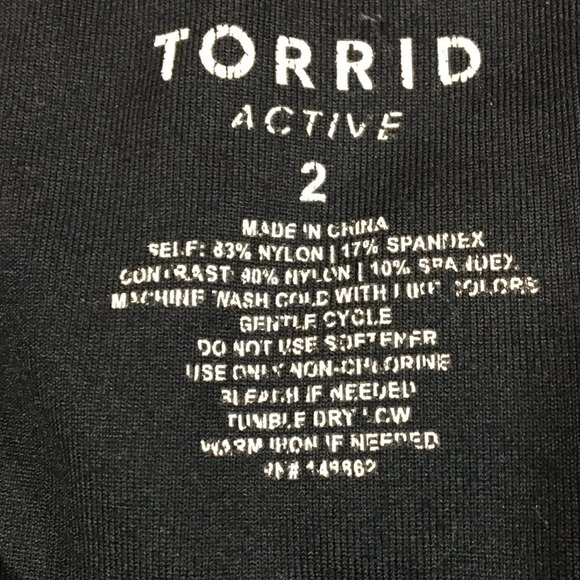 TORRID
ACTIVE
2
MADE IN CHINA
SELF: 83% NYLON | 17% SPANDEX
CONTRAST: 90% NYLON | 10% SPANDEX
MACHINE WASH COLD WITH LIKE COLORS
GENTLE CYCLE
DO NOT USE SOFTENER
USE ONLY NON-CHLORINE
BLEACH IF NEEDED
TUMBLE DRY LOW
WARM IRON IF NEEDED
RN# 148862